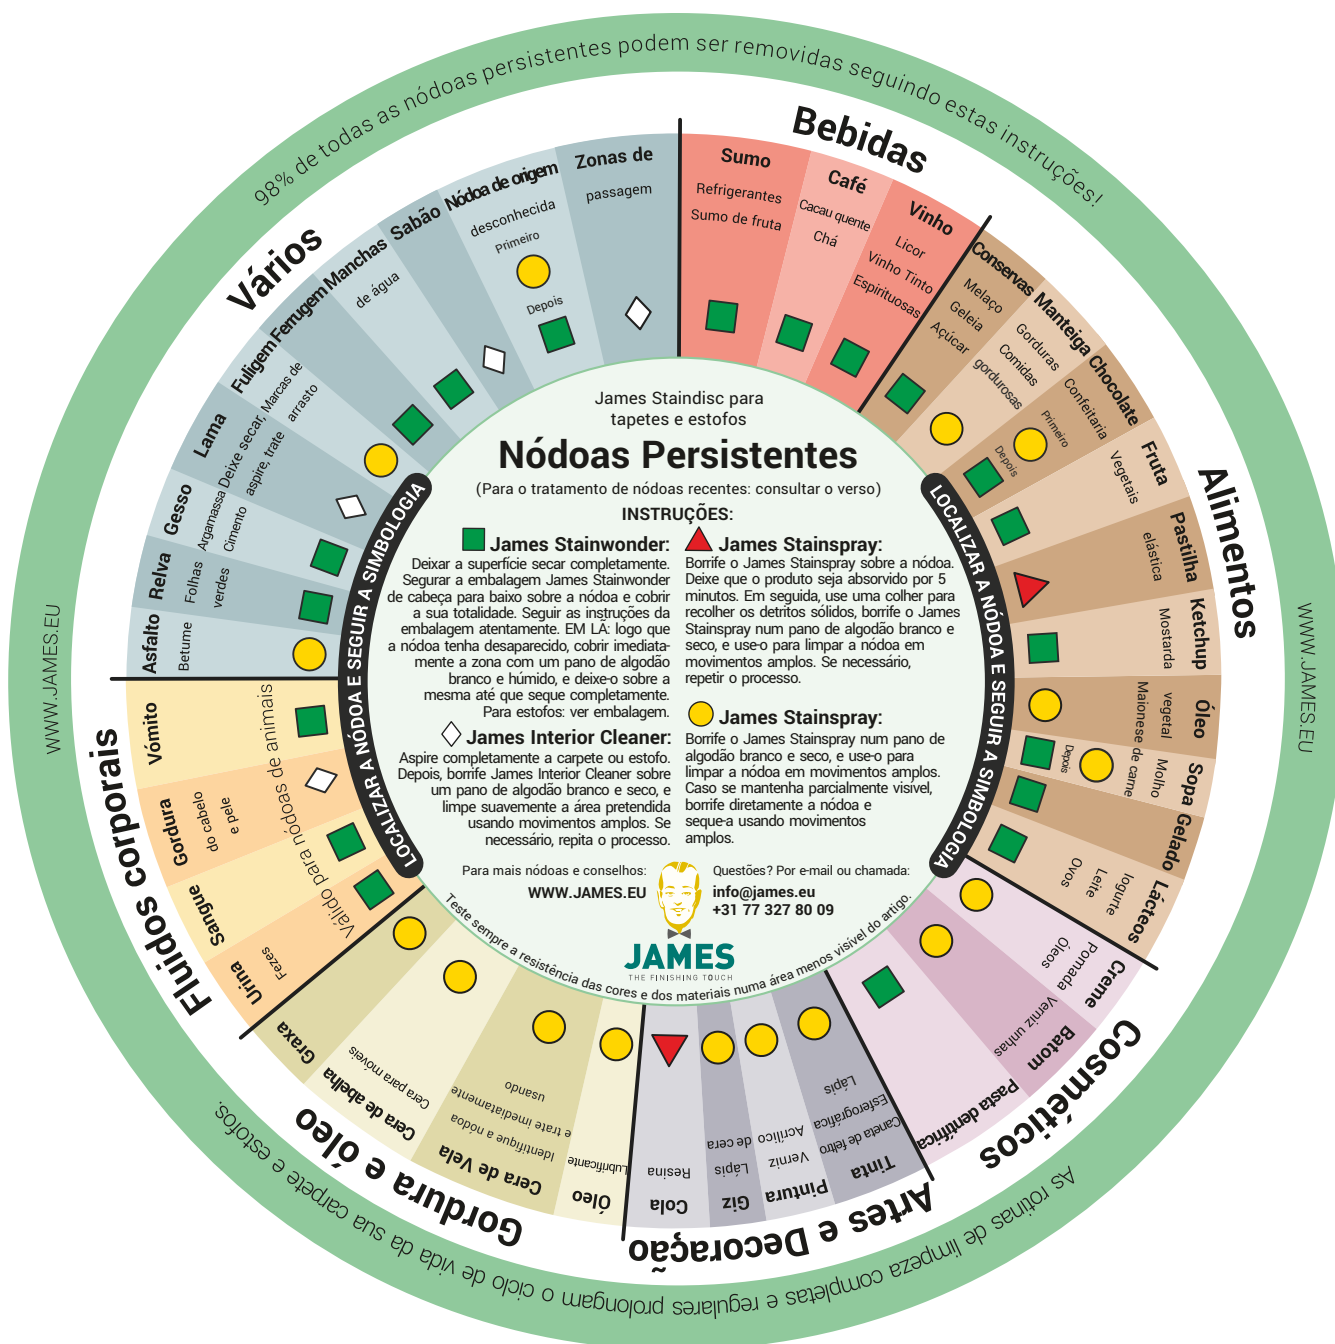 98% de todas as nódoas persistentes podem ser removidas seguindo estas instruções!
WWW.JAMES.EU
As rotinas de limpeza completas e regulares prolongam o ciclo de vida da sua carpete e estofos.
WWW.JAMES.EU
Bebidas
Sumo
Refrigerantes
Sumo de fruta
Café
Cacau quente
Chá
Vinho
Licor
Vinho Tinto
Espirituosas
Alimentos
Conservas
Melaço
Geleia
Açúcar
Manteiga
Gorduras
Comidas
gordurosas
Chocolate
Confeitaria
Primeiro
Depois
Fruta
Vegetais
Pastilha
elástica
Ketchup
Mostarda
Óleo
vegetal
Maionese
Sopa
Molho
de carne
Depois
Gelado
Lácteos
Iogurte
Leite
Ovos
Cosméticos
Creme
Pomada
Óleos
Batom
Verniz unhas
Pasta dentífrica
Artes e Decoração
Tinta
Caneta de feltro
Esferográfica
Lápis
Pintura
Verniz
Acrílico
Giz
Lápis
de cera
Cola
Resina
Gordura e óleo
Óleo
Lubrificante
Cera de Vela
Identifique a nódoa
e trate imediatamente
usando
Cera de abelha
Cera para móveis
Graxa
Fluidos corporais
Urina
Fezes
Sangue
Gordura
do cabelo
e pele
Vómito
Válido para nódoas de animais
Vários
Asfalto
Betume
Relva
Folhas
verdes
Gesso
Argamassa
Cimento
Lama
Deixe secar,
aspire, trate
Fuligem
Marcas de
arrasto
Ferrugem
Manchas
de água
Sabão
Nódoa de origem
desconhecida
Primeiro
Depois
Zonas de
passagem
LOCALIZAR A NÓDOA E SEGUIR A SIMBOLOGIA
LOCALIZAR A NÓDOA E SEGUIR A SIMBOLOGIA
James Staindisc para
tapetes e estofos
Nódoas Persistentes
(Para o tratamento de nódoas recentes: consultar o verso)
INSTRUÇÕES:
James Stainwonder:
Deixar a superfície secar completamente.
Segurar a embalagem James Stainwonder
de cabeça para baixo sobre a nódoa e cobrir
a sua totalidade. Seguir as instruções da
embalagem atentamente. EM LÃ: logo que
a nódoa tenha desaparecido, cobrir imediata-
mente a zona com um pano de algodão
branco e húmido, e deixe-o sobre a
mesma até que seque completamente.
Para estofos: ver embalagem.
James Interior Cleaner:
Aspire completamente a carpete ou estofo.
Depois, borrife James Interior Cleaner sobre
um pano de algodão branco e seco, e
limpe suavemente a área pretendida
usando movimentos amplos. Se
necessário, repita o processo.
James Stainspray:
Borrife o James Stainspray sobre a nódoa.
Deixe que o produto seja absorvido por 5
minutos. Em seguida, use uma colher para
recolher os detritos sólidos, borrife o James
Stainspray num pano de algodão branco e
seco, e use-o para limpar a nódoa em
movimentos amplos. Se necessário,
repetir o processo.
James Stainspray:
Borrife o James Stainspray num pano de
algodão branco e seco, e use-o para
limpar a nódoa em movimentos amplos.
Caso se mantenha parcialmente visível,
borrife diretamente a nódoa e
seque-a usando movimentos
amplos.
Para mais nódoas e conselhos:
WWW.JAMES.EU
Questões? Por e-mail ou chamada:
info@james.eu
+31 77 327 80 09
JAMES
THE FINISHING TOUCH
Teste sempre a resistência das cores e dos materiais numa área menos visível do artigo.